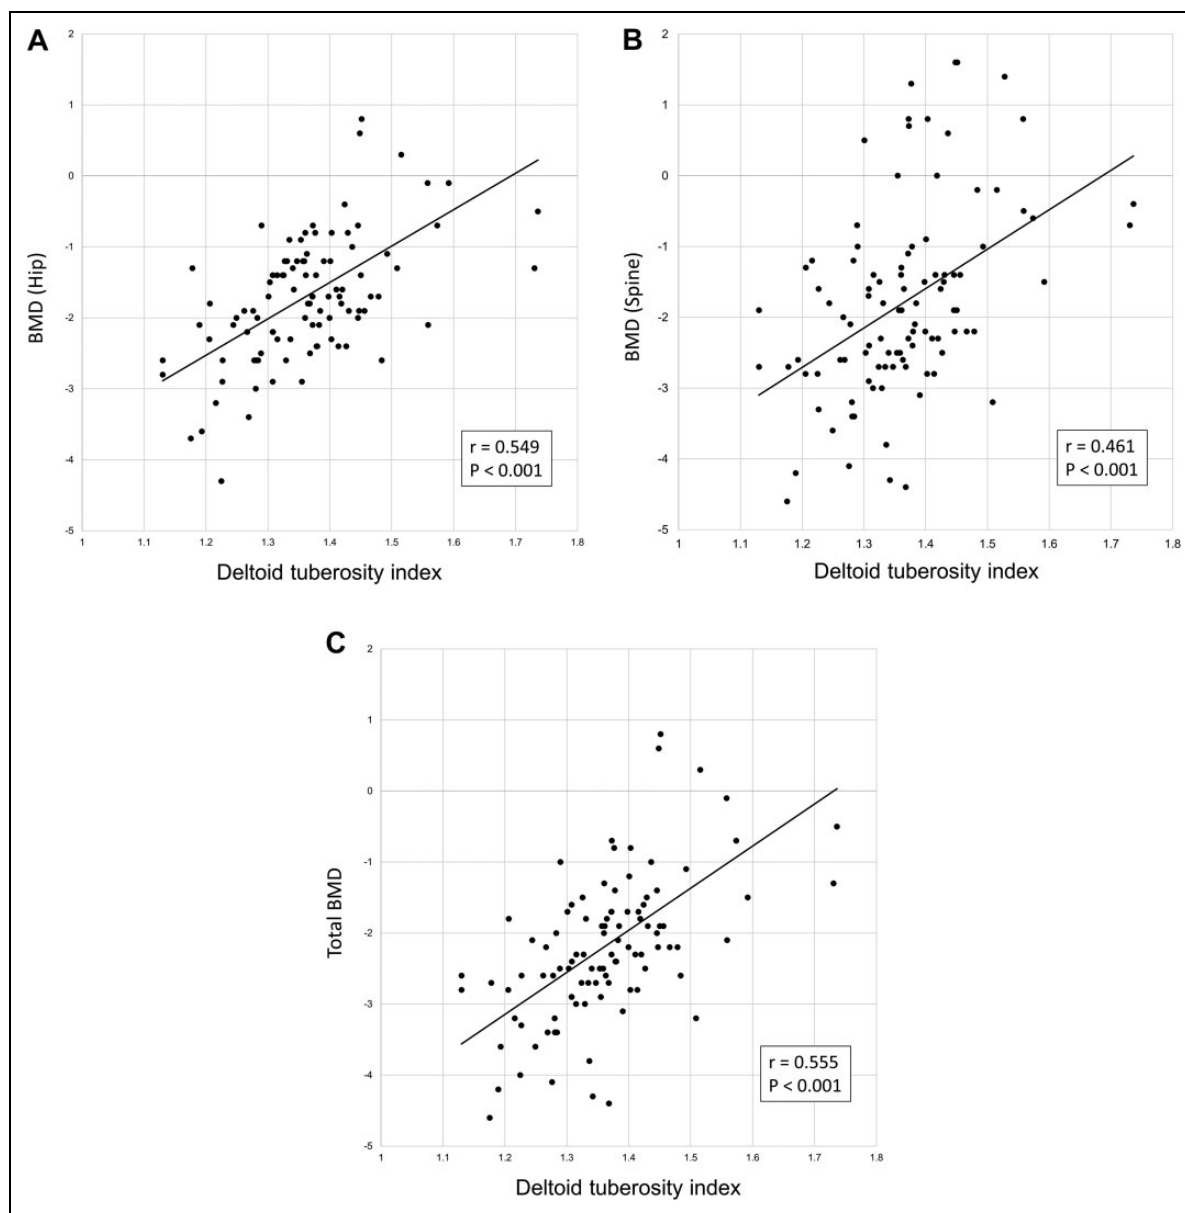 A
2
1
0
-1
-2
-3
-4
-5
BMD (Hip)
r = 0.549
P < 0.001
1 1.1 1.2 1.3 1.4 1.5 1.6 1.7 1.8
Deltoid tuberosity index
B
2
1
0
-1
-2
-3
-4
-5
BMD (Spine)
r = 0.461
P < 0.001
1 1.1 1.2 1.3 1.4 1.5 1.6 1.7 1.8
Deltoid tuberosity index
C
2
1
0
-1
-2
-3
-4
-5
Total BMD
r = 0.555
P < 0.001
1 1.1 1.2 1.3 1.4 1.5 1.6 1.7 1.8
Deltoid tuberosity index